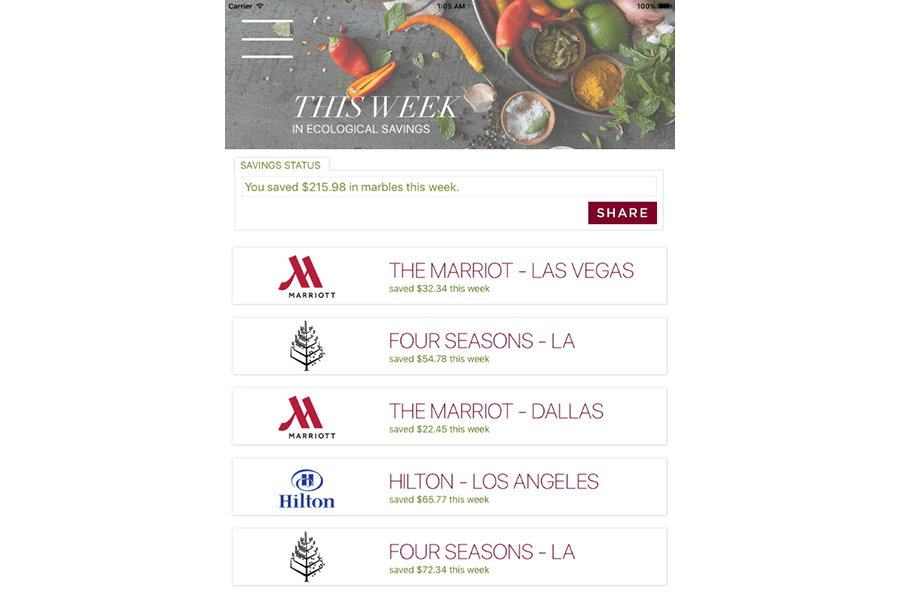 Carrier 1:05 AM 100%
THIS WEEK
IN ECOLOGICAL SAVINGS
SAVINGS STATUS
You saved $215.98 in marbles this week.
SHARE
MARRIOTT
THE MARRIOT - LAS VEGAS
saved $32.34 this week
FOUR SEASONS - LA
saved $54.78 this week
MARRIOTT
THE MARRIOT - DALLAS
saved $22.45 this week
Hilton
HILTON - LOS ANGELES
saved $65.77 this week
FOUR SEASONS - LA
saved $72.34 this week